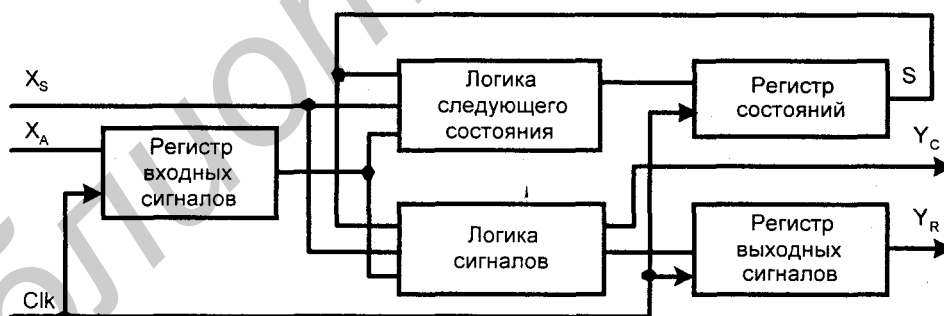 X_S
X_A
Регистр
входных
сигналов
Clk
Логика
следующего
состояния
Логика
сигналов
Регистр
состояний
S
Y_C
Регистр
выходных
сигналов
Y_R